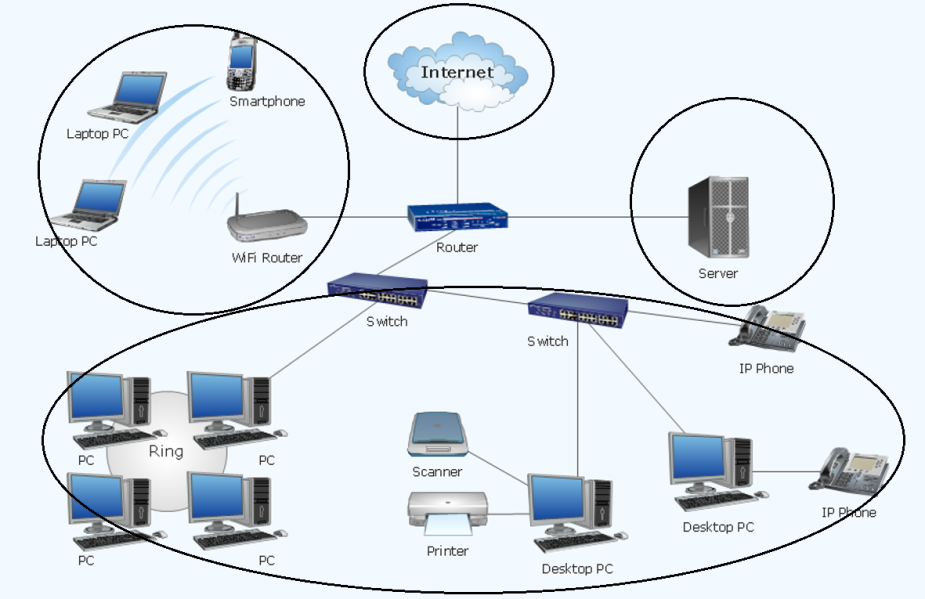 Internet
Smartphone
Laptop PC
Laptop PC
WiFi Router
Router
Server
Switch
Switch
IP Phone
PC
Ring
PC
Scanner
IP Phone
Desktop PC
Printer
PC
PC
Desktop PC